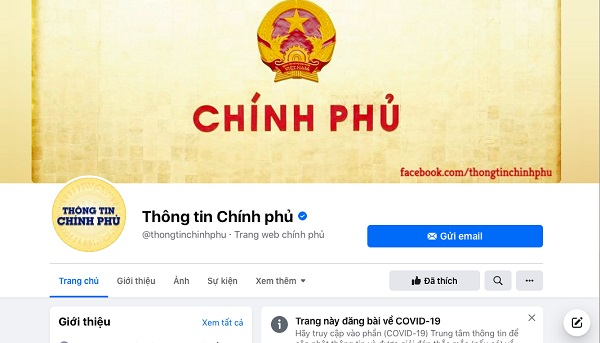 VIỆT NAM
CHÍNH PHỦ
facebook.com/thongtinchinhphu
THÔNG TIN
CHÍNH PHỦ
Thông tin Chính phủ
@thongtinchinhphu · Trang web chính phủ
Gửi email
Trang chủ Giới thiệu Ảnh Sự kiện Xem thêm Đã thích
Giới thiệu Xem tất cả
Trang này đăng bài về COVID-19
Hãy truy cập vào phần (COVID-19) Trung tâm thông tin để